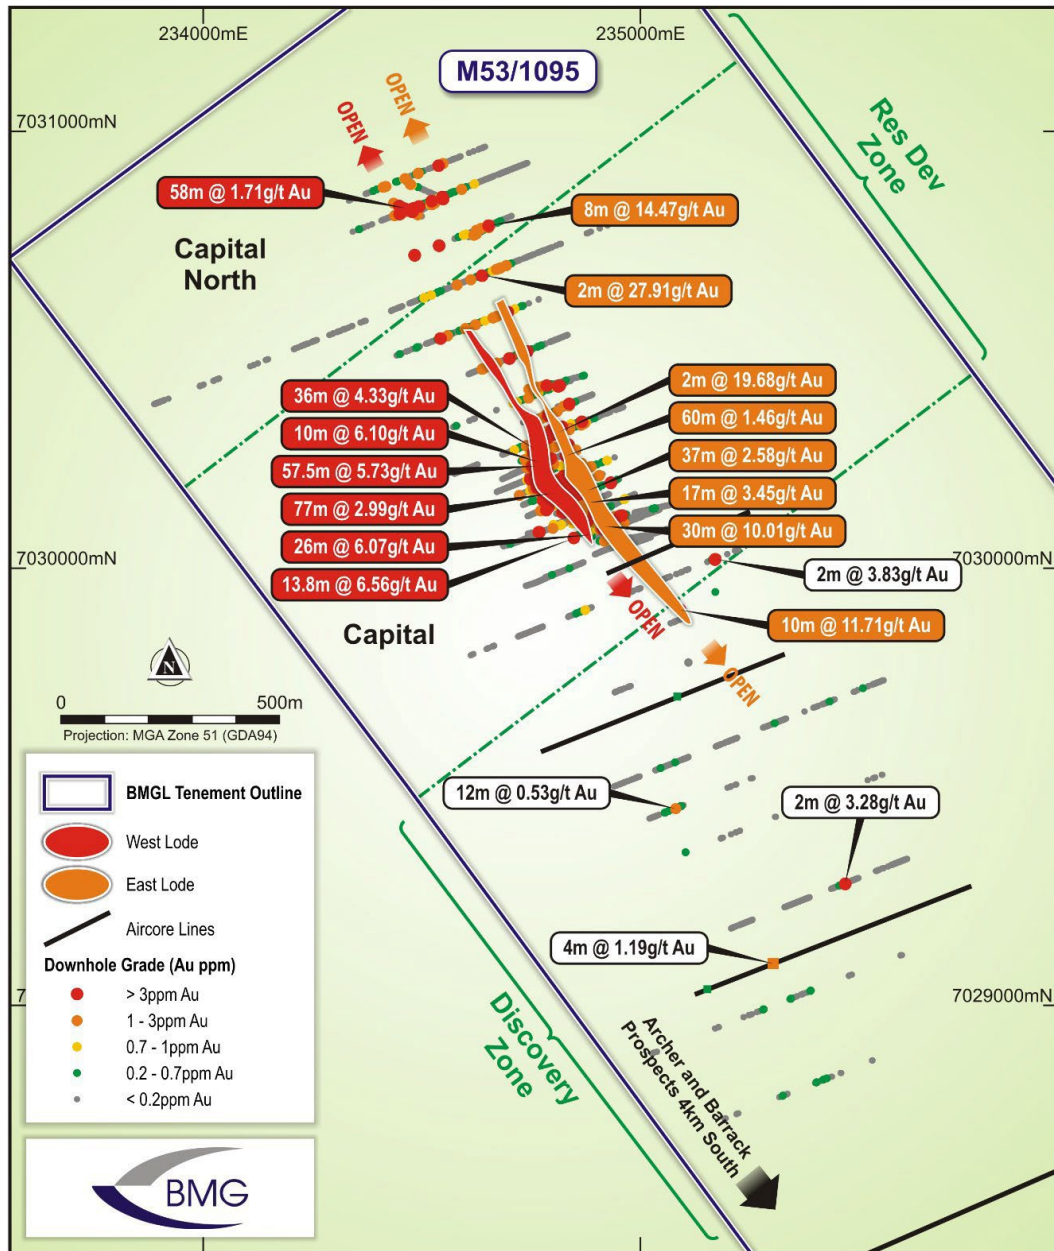 234000mE
235000mE
M53/1095
7031000mN
OPEN
OPEN
Res Dev
Zone
58m @ 1.71g/t Au
8m @ 14.47g/t Au
Capital
North
2m @ 27.91g/t Au
36m @ 4.33g/t Au
2m @ 19.68g/t Au
10m @ 6.10g/t Au
60m @ 1.46g/t Au
57.5m @ 5.73g/t Au
37m @ 2.58g/t Au
77m @ 2.99g/t Au
17m @ 3.45g/t Au
26m @ 6.07g/t Au
30m @ 10.01g/t Au
7030000mN
7030000mN
13.8m @ 6.56g/t Au
2m @ 3.83g/t Au
OPEN
Capital
10m @ 11.71g/t Au
OPEN
N
0
500m
Projection: MGA Zone 51 (GDA94)
BMGL Tenement Outline
West Lode
East Lode
Aircore Lines
Downhole Grade (Au ppm)
> 3ppm Au
1 - 3ppm Au
0.7 - 1ppm Au
0.2 - 0.7ppm Au
< 0.2ppm Au
12m @ 0.53g/t Au
2m @ 3.28g/t Au
4m @ 1.19g/t Au
7029000mN
Discovery
Zone
Archer and Barrack
Prospects 4km South
BMG